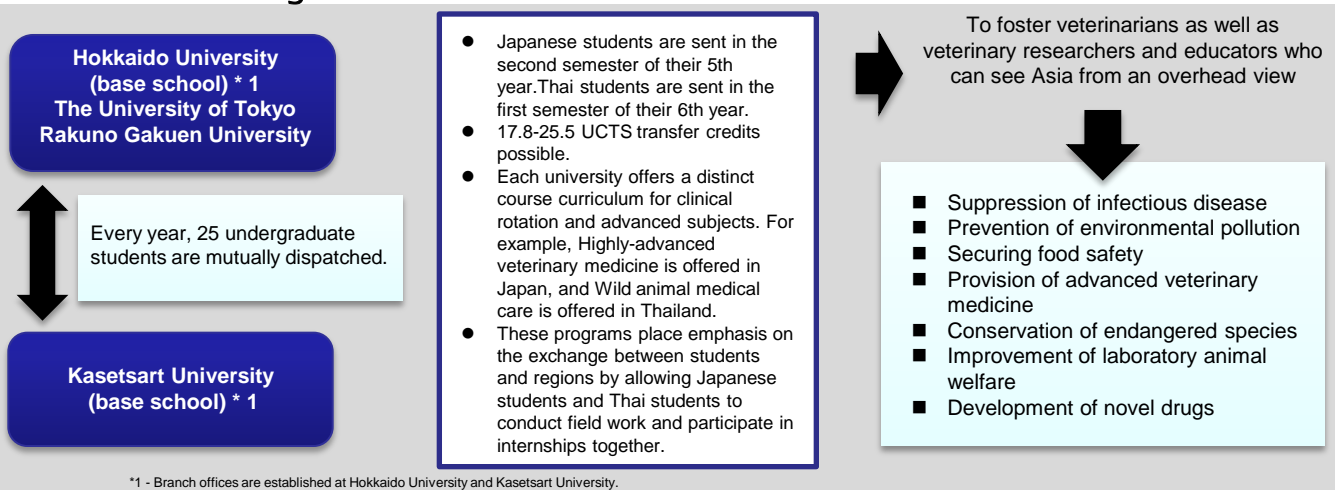 Hokkaido University
(base school) * 1
The University of Tokyo
Rakuno Gakuen University
Every year, 25 undergraduate
students are mutually dispatched.
Kasetsart University
(base school) * 1
● Japanese students are sent in the
second semester of their 5th
year.Thai students are sent in the
first semester of their 6th year.
● 17.8-25.5 UCTS transfer credits
possible.
● Each university offers a distinct
course curriculum for clinical
rotation and advanced subjects. For
example, Highly-advanced
veterinary medicine is offered in
Japan, and Wild animal medical
care is offered in Thailand.
● These programs place emphasis on
the exchange between students
and regions by allowing Japanese
students and Thai students to
conduct field work and participate in
internships together.
To foster veterinarians as well as
veterinary researchers and educators who
can see Asia from an overhead view
■ Suppression of infectious disease
■ Prevention of environmental pollution
■ Securing food safety
■ Provision of advanced veterinary
medicine
■ Conservation of endangered species
■ Improvement of laboratory animal
welfare
■ Development of novel drugs
*1 - Branch offices are established at Hokkaido University and Kasetsart University.